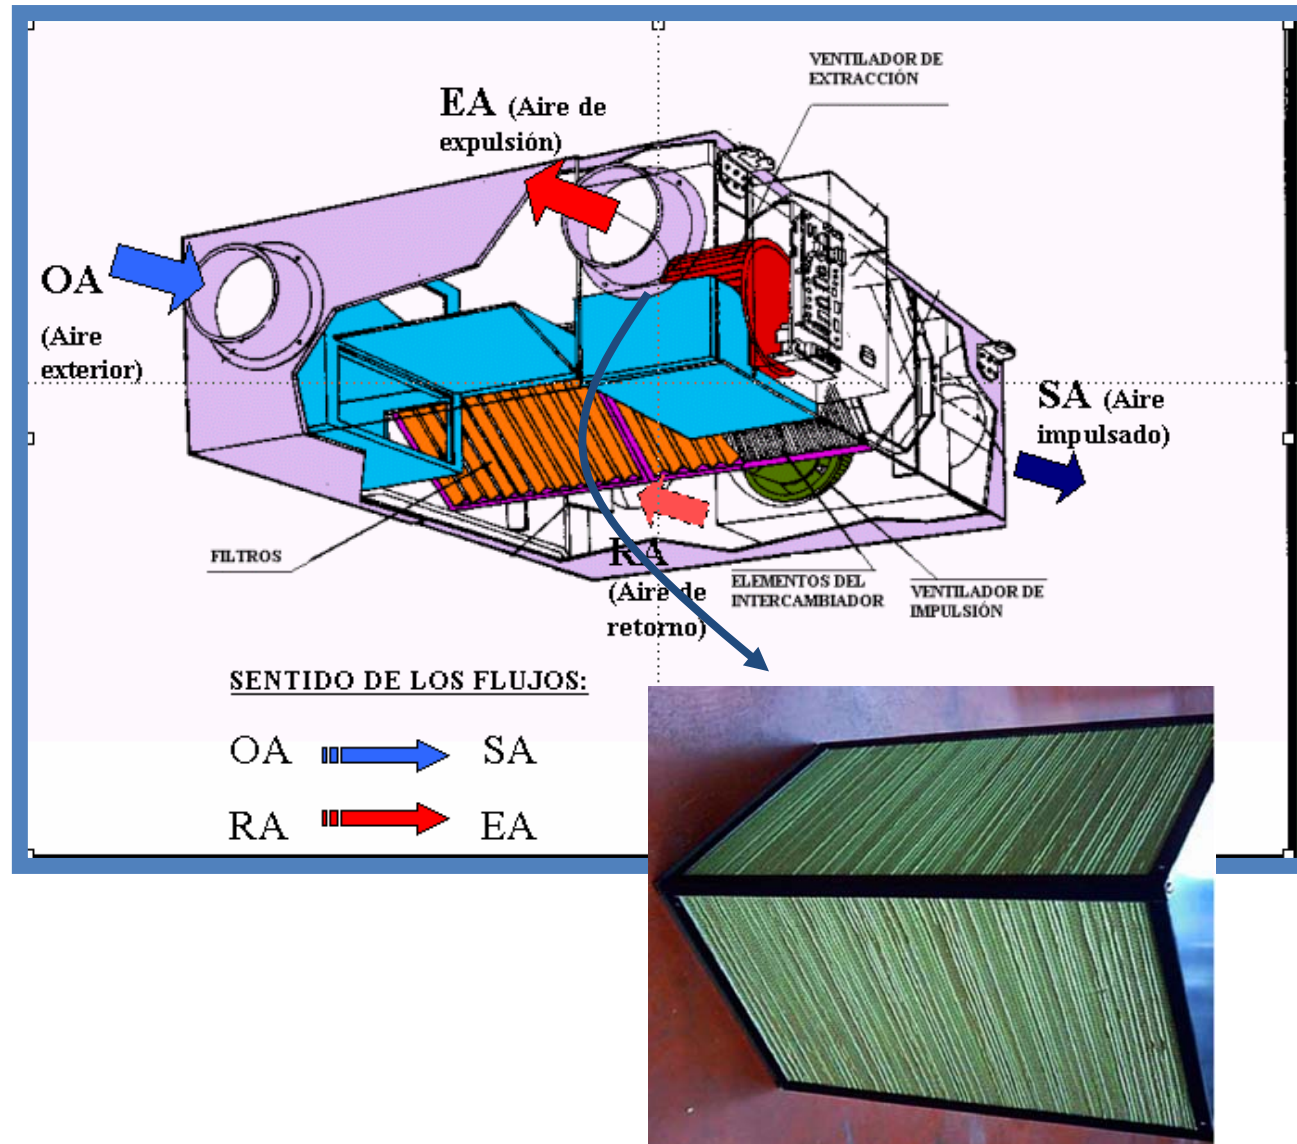 VENTILADOR DE
EXTRACCIÓN
EA (Aire de
expulsión)
OA
(Aire
exterior)
SA (Aire
impulsado)
FILTROS
RA
(Aire de
retorno)
ELEMENTOS DEL
INTERCAMBIADOR
VENTILADOR DE
IMPULSIÓN
SENTIDO DE LOS FLUJOS:
OA SA
RA EA